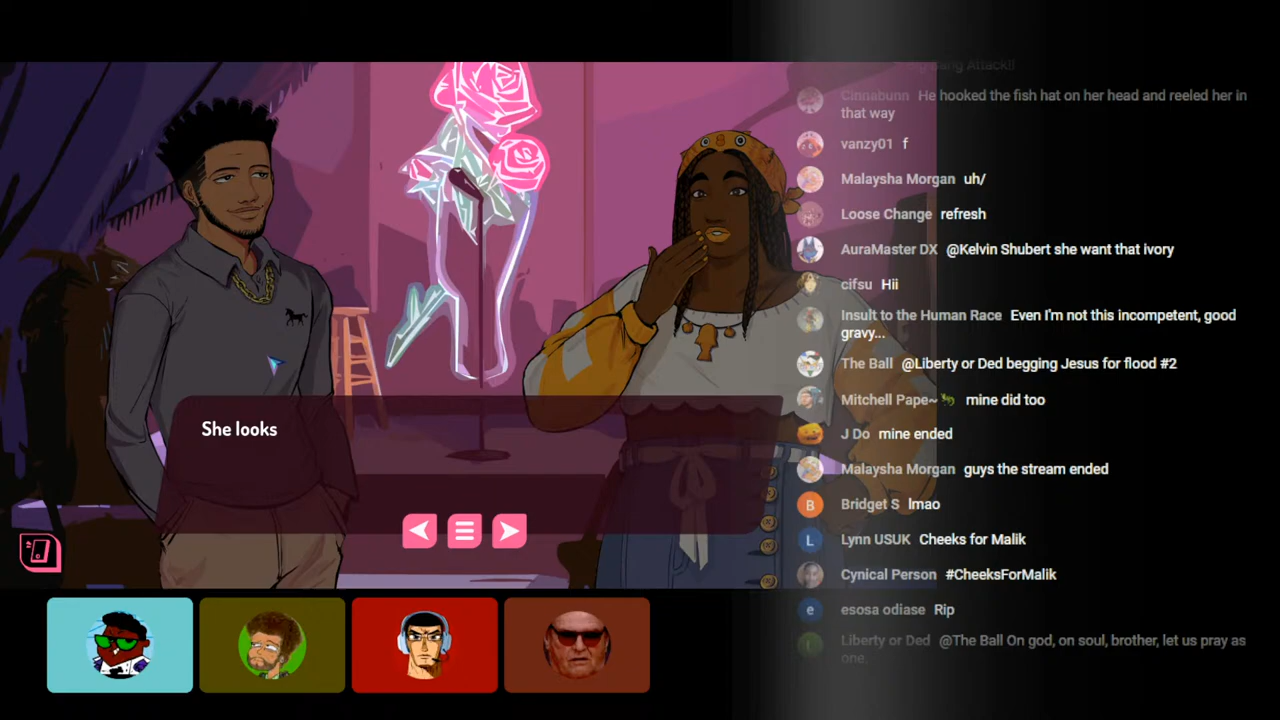 She looks
Big Bang Attack!!
Cinnabunn He hooked the fish hat on her head and reeled her in
that way
vanzy01 f
Malaysha Morgan uh/
Loose Change refresh
AuraMaster DX @Kelvin Shubert she want that ivory
cifsu Hii
Insult to the Human Race Even I'm not this incompetent, good
gravy...
The Ball @Liberty or Ded begging Jesus for flood #2
Mitchell Pape~🦎 mine did too
J Do mine ended
Malaysha Morgan guys the stream ended
B Bridget S lmao
L Lynn USUK Cheeks for Malik
Cynical Person #CheeksForMalik
e esosa odiase Rip
Liberty or Ded @The Ball On god, on soul, brother, let us pray as
one.